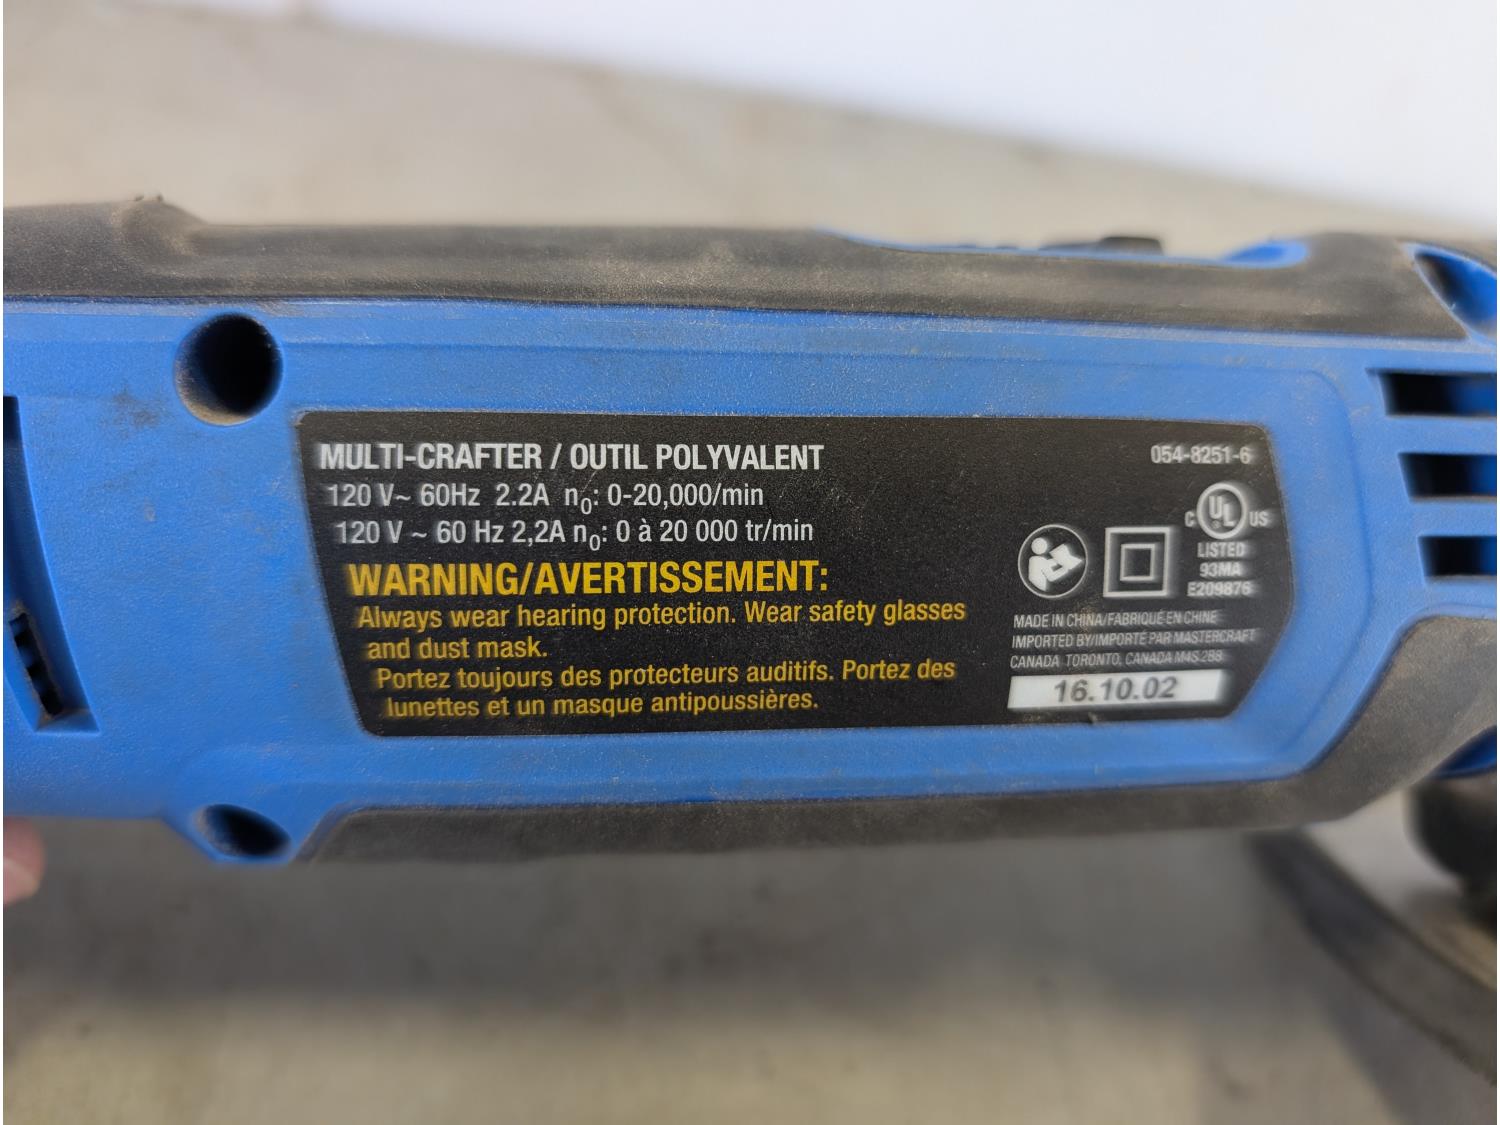 MULTI-CRAFTER / OUTIL POLYVALENT
054-8251-6
120 V~ 60Hz 2.2A n0: 0-20,000/min
120 V ~ 60 Hz 2,2A n0: 0 à 20 000 tr/min
WARNING/AVERTISSEMENT:
Always wear hearing protection. Wear safety glasses
and dust mask.
Portez toujours des protecteurs auditifs. Portez des
lunettes et un masque antipoussières.
C UL US
LISTED
93MA
E209876
MADE IN CHINA/FABRIQUÉ EN CHINE
IMPORTED BY/IMPORTÉ PAR MASTERCRAFT
CANADA TORONTO, CANADA M4S 2B8
16.10.02